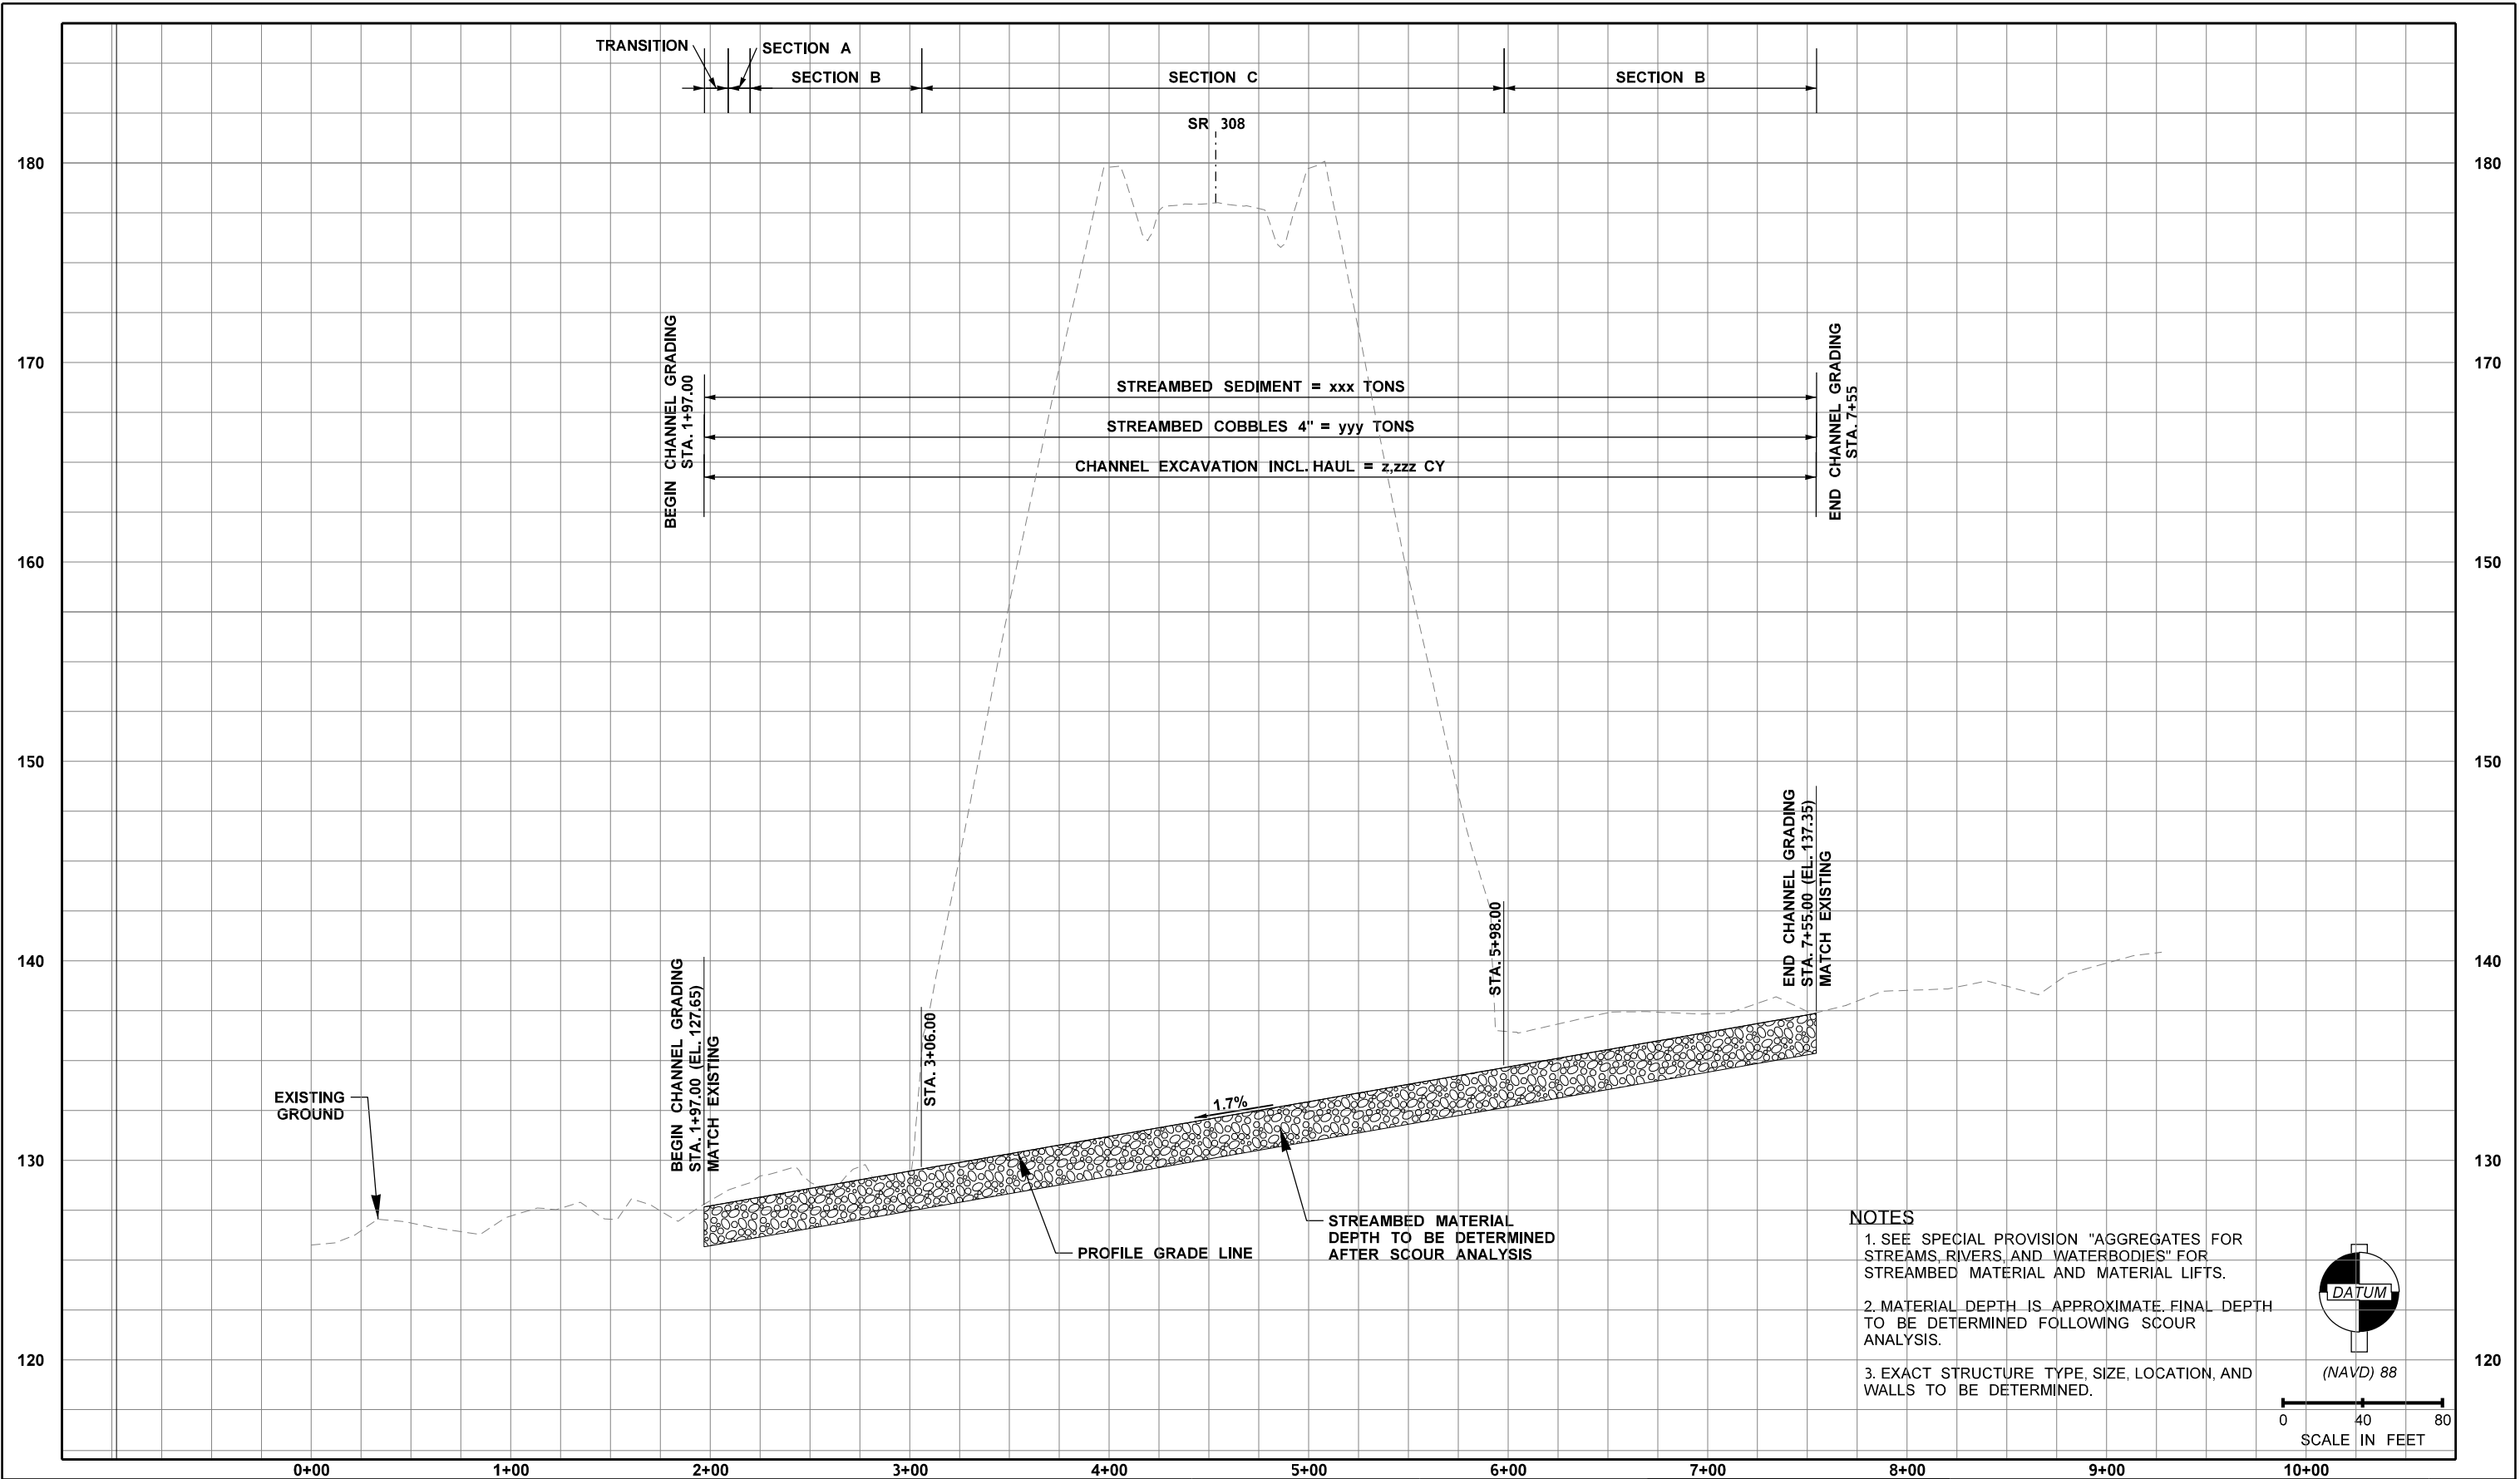 TRANSITION
SECTION A
SECTION B
SECTION C
SECTION B
SR 308
180
180
170
170
160
150
150
150
140
140
130
130
120
120
BEGIN CHANNEL GRADING
STA. 1+97.00
STREAMBED SEDIMENT = xxx TONS
STREAMBED COBBLES 4" = yyy TONS
CHANNEL EXCAVATION INCL. HAUL = z,zzz CY
END CHANNEL GRADING
STA. 7+55
BEGIN CHANNEL GRADING
STA. 1+97.00 (EL. 127.65)
MATCH EXISTING
STA. 3+06.00
STA. 5+98.00
END CHANNEL GRADING
STA. 7+55.00 (EL. 137.35)
MATCH EXISTING
EXISTING
GROUND
1.7%
PROFILE GRADE LINE
STREAMBED MATERIAL
DEPTH TO BE DETERMINED
AFTER SCOUR ANALYSIS
NOTES
1. SEE SPECIAL PROVISION "AGGREGATES FOR
STREAMS, RIVERS, AND WATERBODIES" FOR
STREAMBED MATERIAL AND MATERIAL LIFTS.
2. MATERIAL DEPTH IS APPROXIMATE. FINAL DEPTH
TO BE DETERMINED FOLLOWING SCOUR
ANALYSIS.
3. EXACT STRUCTURE TYPE, SIZE, LOCATION, AND
WALLS TO BE DETERMINED.
DATUM
(NAVD) 88
0 40 80
SCALE IN FEET
0+00 1+00 2+00 3+00 4+00 5+00 6+00 7+00 8+00 9+00 10+00